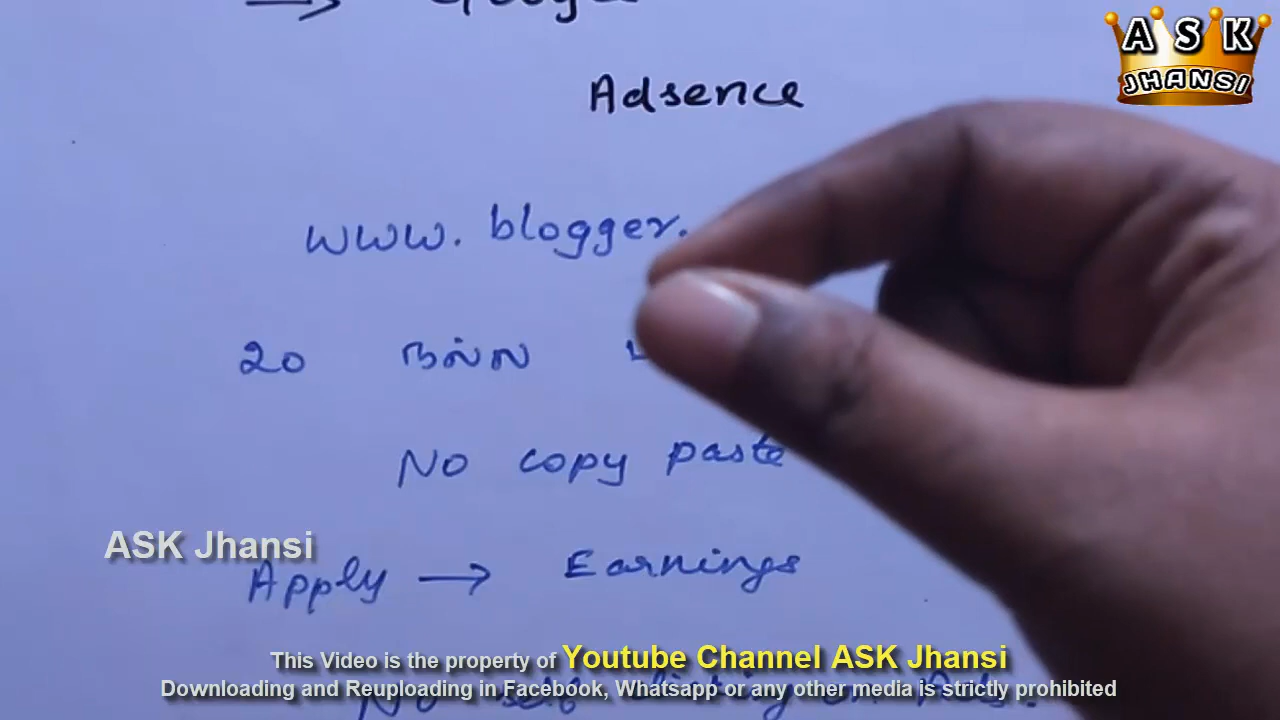 ASK
JHANSI
Adsence
www. blogger.
20 நல்ல
No copy paste
ASK Jhansi
Apply → Earnings
This Video is the property of Youtube Channel ASK Jhansi
Downloading and Reuploading in Facebook, Whatsapp or any other media is strictly prohibited